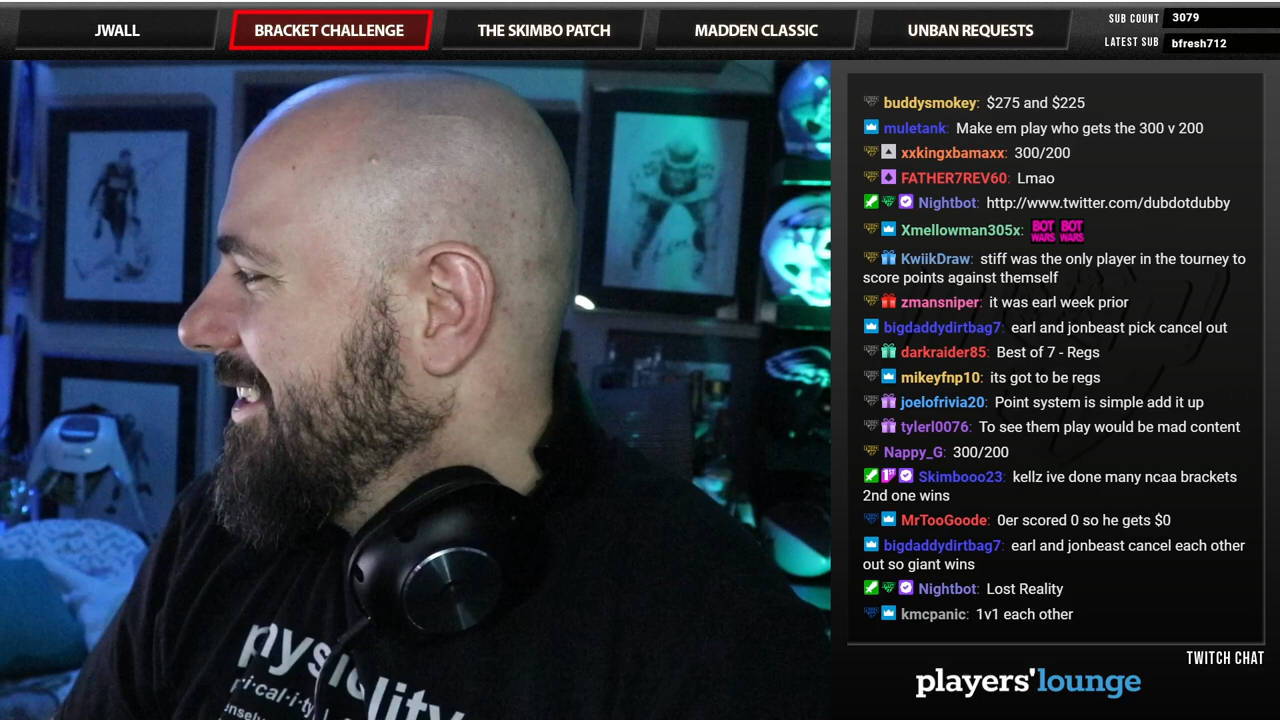 JWALL
BRACKET CHALLENGE
THE SKIMBO PATCH
MADDEN CLASSIC
UNBAN REQUESTS
SUB COUNT 3079
LATEST SUB bfresh712
buddysmokey: $275 and $225
muletank: Make em play who gets the 300 v 200
xxkingxbamaxx: 300/200
FATHER7REV60: Lmao
Nightbot: http://www.twitter.com/dubdotdubby
Xmellowman305x: BOT WARS BOT WARS
KwiikDraw: stiff was the only player in the tourney to
score points against themself
zmansniper: it was earl week prior
bigdaddydirtbag7: earl and jonbeast pick cancel out
darkraider85: Best of 7 - Regs
mikeyfnp10: its got to be regs
joelofrivia20: Point system is simple add it up
tylerl0076: To see them play would be mad content
Nappy_G: 300/200
Skimbooo23: kellz ive done many ncaa brackets
2nd one wins
MrTooGoode: 0er scored 0 so he gets $0
bigdaddydirtbag7: earl and jonbeast cancel each other
out so giant wins
Nightbot: Lost Reality
kmcpanic: 1v1 each other
TWITCH CHAT
players'lounge